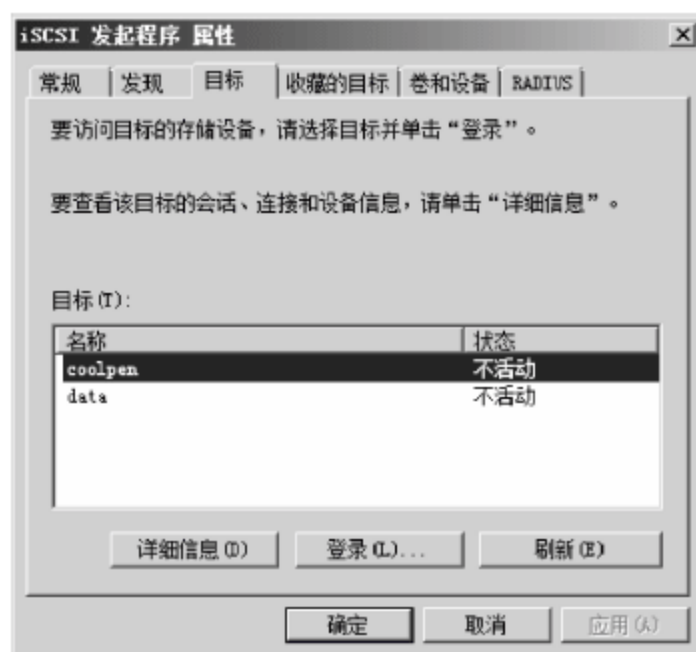 iSCSI 发起程序 属性
常规 发现 目标 收藏的目标 卷和设备 RADIUS
要访问目标的存储设备，请选择目标并单击“登录”。
要查看该目标的会话、连接和设备信息，请单击“详细信息”。
目标(T):
名称 状态
coolpen 不活动
data 不活动
详细信息(D) 登录(L)... 刷新(E)
确定 取消 应用(A)